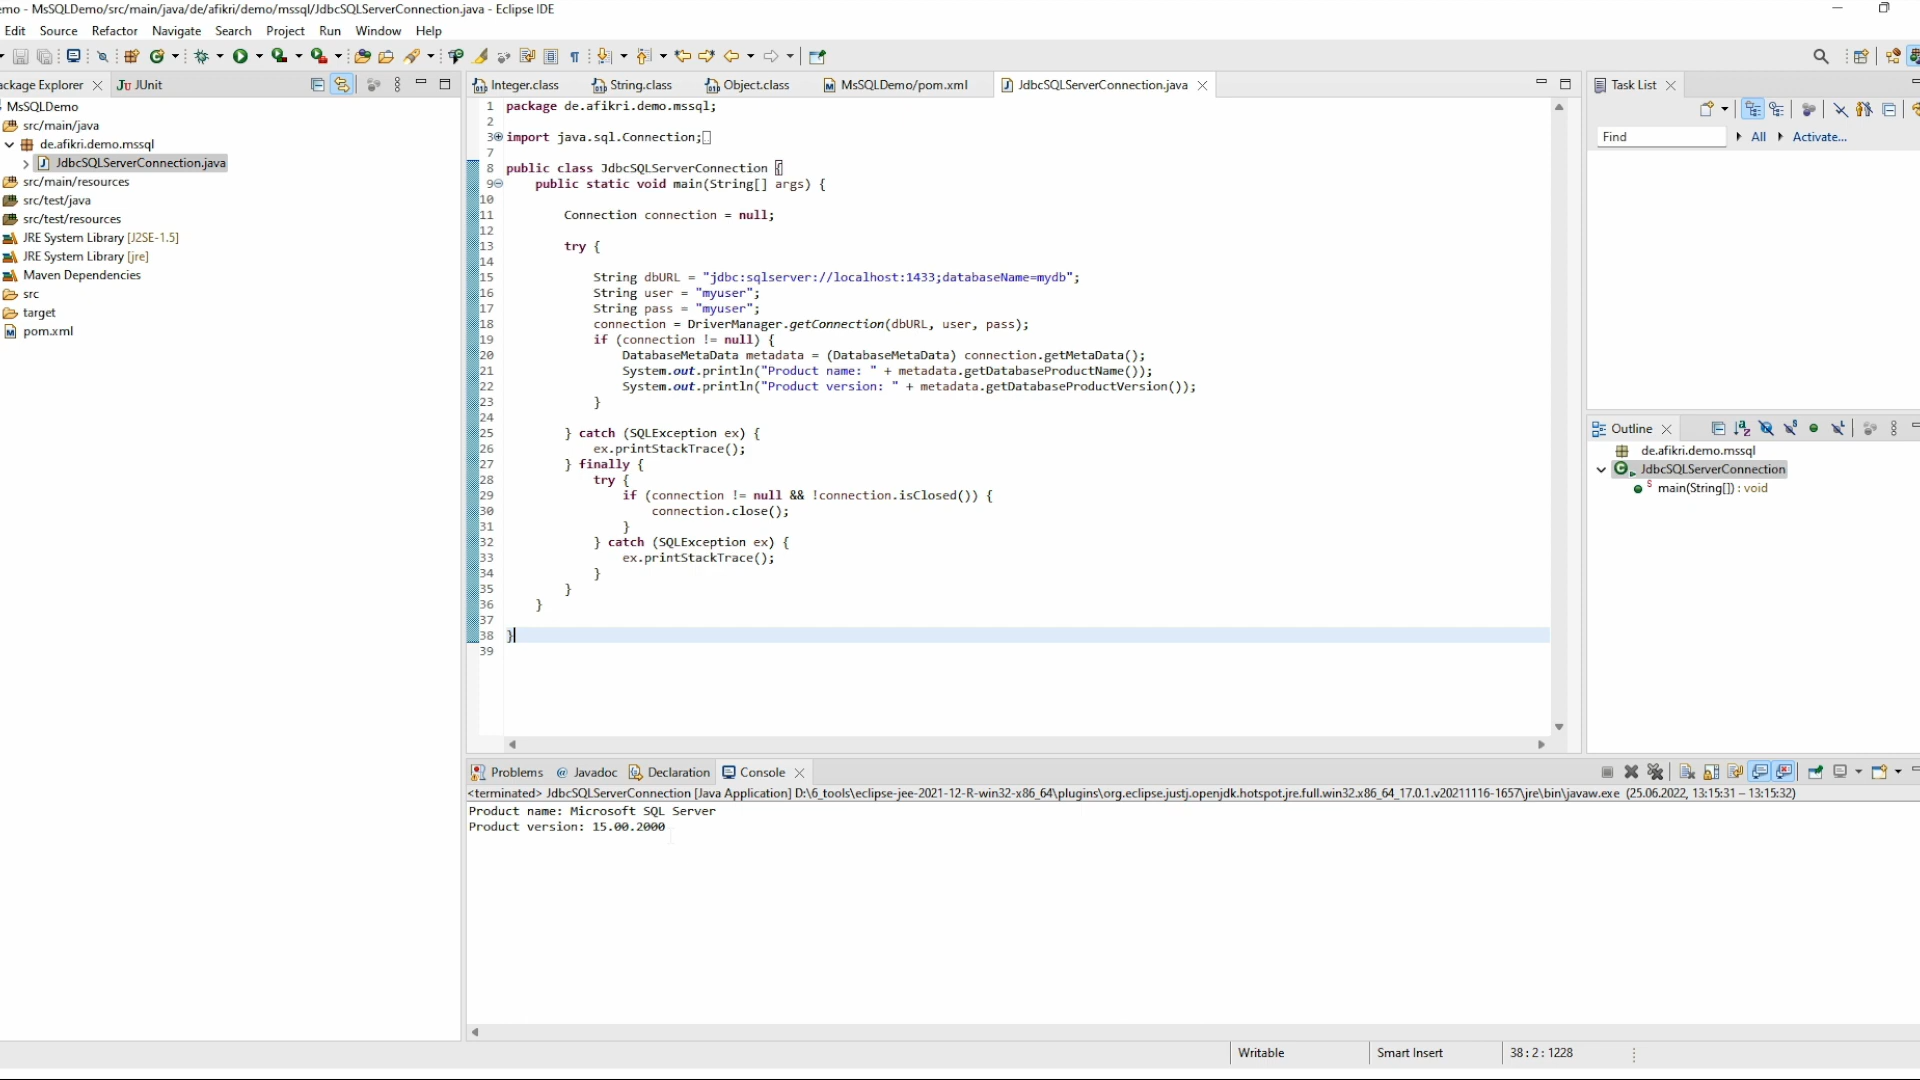 emo - MsSQLDemo/src/main/java/de/afikri/demo/mssql/JdbcSQLServerConnection.java - Eclipse IDE
Edit Source Refactor Navigate Search Project Run Window Help
ackage Explorer JUnit
MsSQLDemo
src/main/java
de.afikri.demo.mssql
JdbcSQLServerConnection.java
src/main/resources
src/test/java
src/test/resources
JRE System Library [J2SE-1.5]
JRE System Library [jre]
Maven Dependencies
src
target
pom.xml
Integer.class String.class Object.class MsSQLDemo/pom.xml JdbcSQLServerConnection.java
1 package de.afikri.demo.mssql;
2
3 import java.sql.Connection;
7
8 public class JdbcSQLServerConnection {
9 public static void main(String[] args) {
10
11 Connection connection = null;
12
13 try {
14
15 String dbURL = "jdbc:sqlserver://localhost:1433;databaseName=mydb";
16 String user = "myuser";
17 String pass = "myuser";
18 connection = DriverManager.getConnection(dbURL, user, pass);
19 if (connection != null) {
20 DatabaseMetaData metadata = (DatabaseMetaData) connection.getMetaData();
21 System.out.println("Product name: " + metadata.getDatabaseProductName());
22 System.out.println("Product version: " + metadata.getDatabaseProductVersion());
23 }
24
25 } catch (SQLException ex) {
26 ex.printStackTrace();
27 } finally {
28 try {
29 if (connection != null && !connection.isClosed()) {
30 connection.close();
31 }
32 } catch (SQLException ex) {
33 ex.printStackTrace();
34 }
35 }
36 }
37
38 }
39
Task List
Find All Activate...
Outline
de.afikri.demo.mssql
JdbcSQLServerConnection
main(String[]) : void
Problems Javadoc Declaration Console
<terminated> JdbcSQLServerConnection [Java Application] D:\6_tools\eclipse-jee-2021-12-R-win32-x86_64\plugins\org.eclipse.justj.openjdk.hotspot.jre.full.win32.x86_64_17.0.1.v20211116-1657\jre\bin\javaw.exe (25.06.2022, 13:15:31 – 13:15:32)
Product name: Microsoft SQL Server
Product version: 15.00.2000
Writable Smart Insert 38 : 2 : 1228